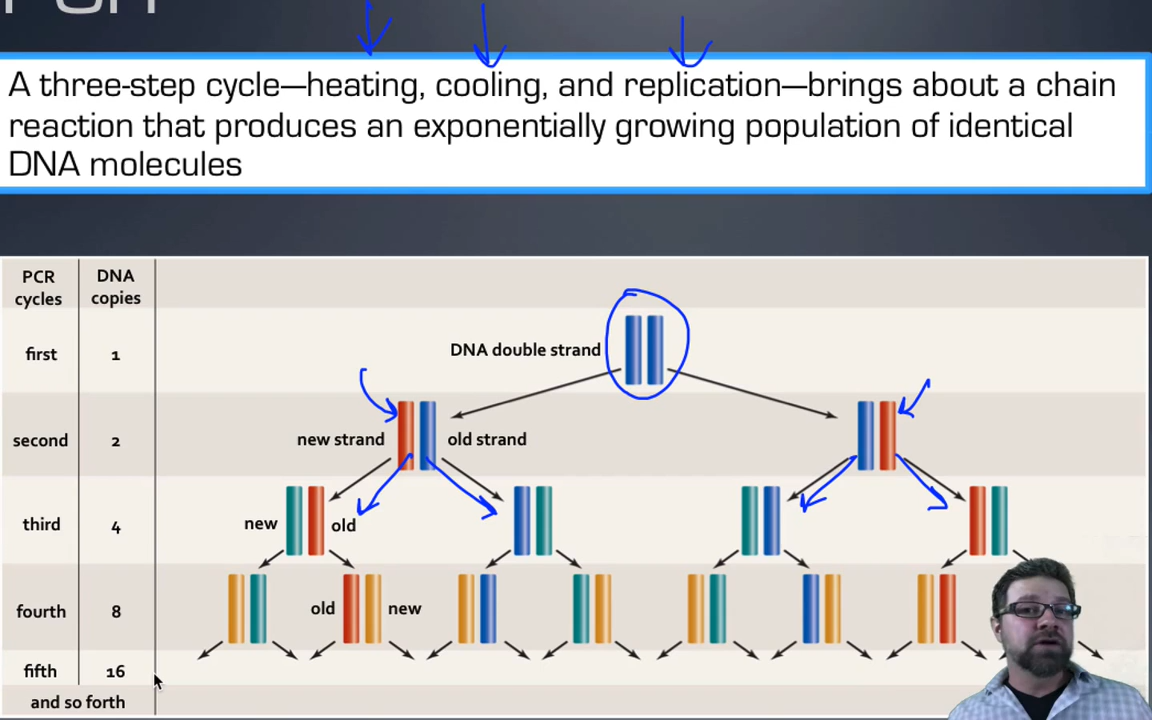 PCR
A three-step cycle—heating, cooling, and replication—brings about a chain
reaction that produces an exponentially growing population of identical
DNA molecules
PCR cycles
DNA copies
first 1
DNA double strand
second 2
new strand
old strand
third 4
new
old
fourth 8
old
new
fifth 16
and so forth